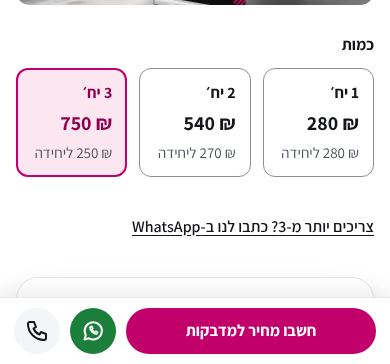 כמות
1 יח׳
280 ₪
280 ₪ ליחידה
2 יח׳
540 ₪
270 ₪ ליחידה
3 יח׳
750 ₪
250 ₪ ליחידה
צריכים יותר מ-3? כתבו לנו ב-WhatsApp
חשבו מחיר למדבקות